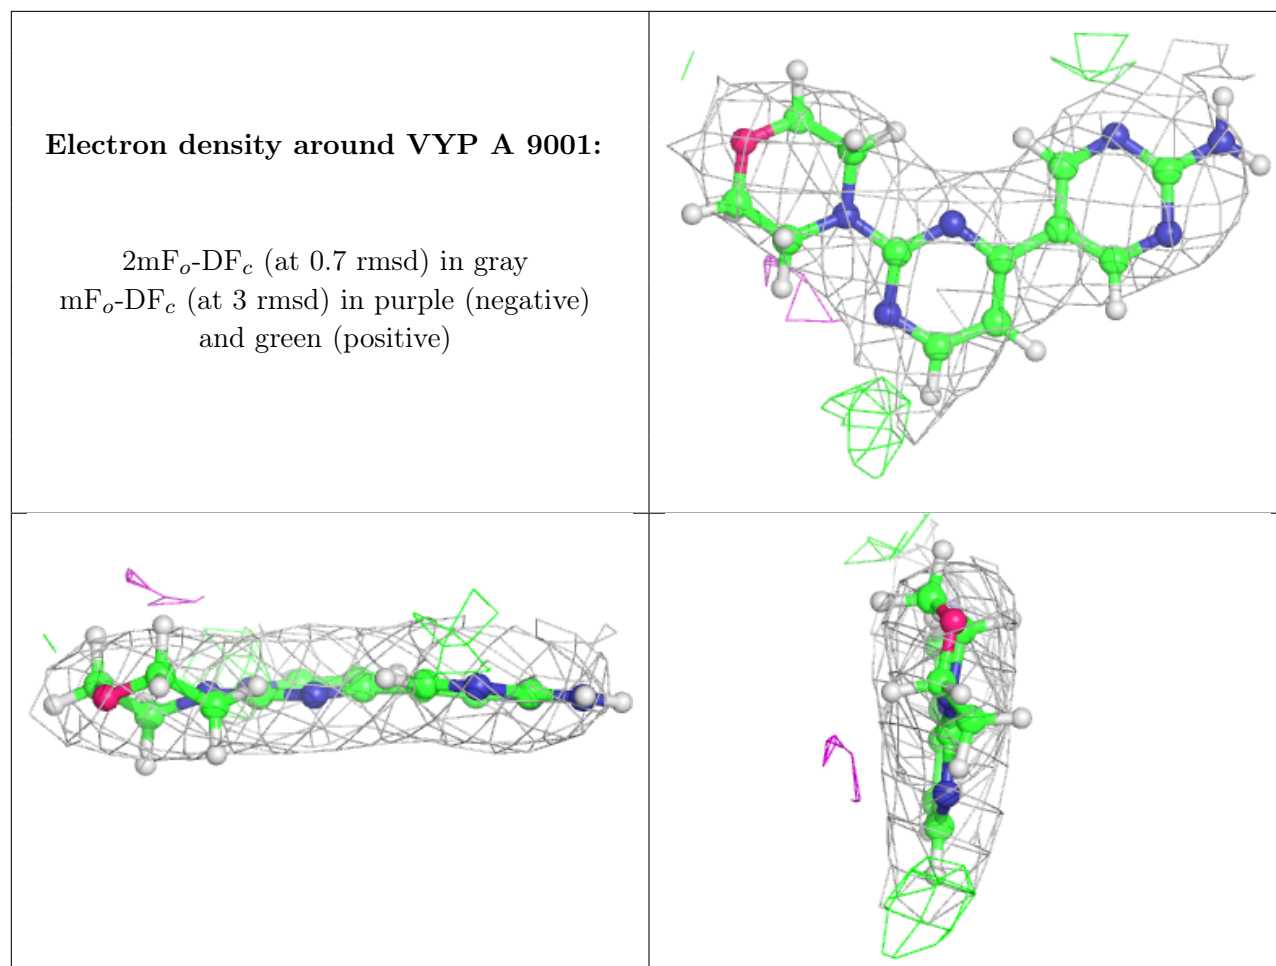 Electron density around VYP A 9001:
2mFo-DFc (at 0.7 rmsd) in gray
mFo-DFc (at 3 rmsd) in purple (negative)
and green (positive)